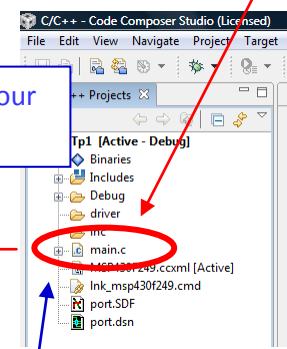 C/C++ - Code Composer Studio (Licensed)
File Edit View Navigate Project Target
our
++ Projects
Tp1 [Active - Debug]
Binaries
Includes
Debug
driver
inc
main.c
MSP430F249.ccxml [Active]
lnk_msp430f249.cmd
port.SDF
port.dsn